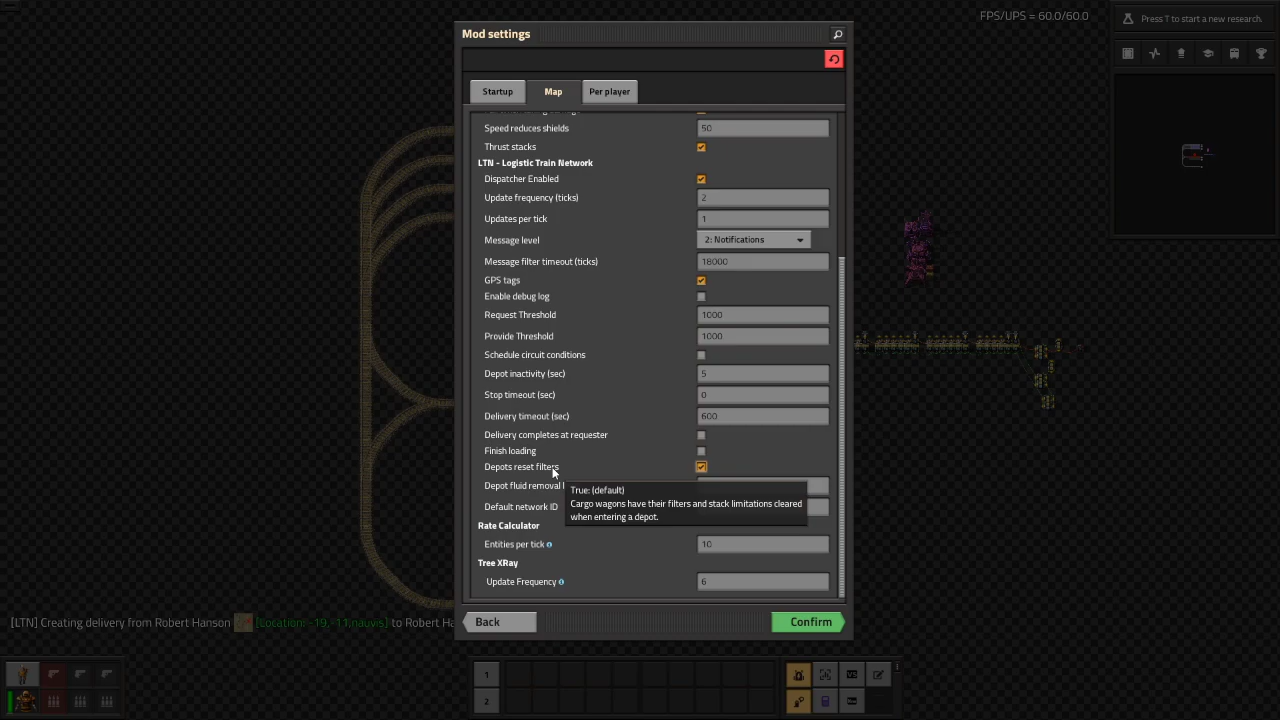 FPS/UPS = 60.0/60.0
Press T to start a new research.
Mod settings
Startup
Map
Per player
Speed reduces shields
50
Thrust stacks
LTN - Logistic Train Network
Dispatcher Enabled
Update frequency (ticks)
2
Updates per tick
1
Message level
2: Notifications
Message filter timeout (ticks)
18000
GPS tags
Enable debug log
Request Threshold
1000
Provide Threshold
1000
Schedule circuit conditions
Depot inactivity (sec)
5
Stop timeout (sec)
0
Delivery timeout (sec)
600
Delivery completes at requester
Finish loading
Depots reset filters
Depot fluid removal
True: (default)
Cargo wagons have their filters and stack limitations cleared
when entering a depot.
Default network ID
Rate Calculator
Entities per tick
10
Tree XRay
Update Frequency
6
Back
Confirm
[LTN] Creating delivery from Robert Hanson [Location: -19,-11,nauvis] to Robert Ha
1
2